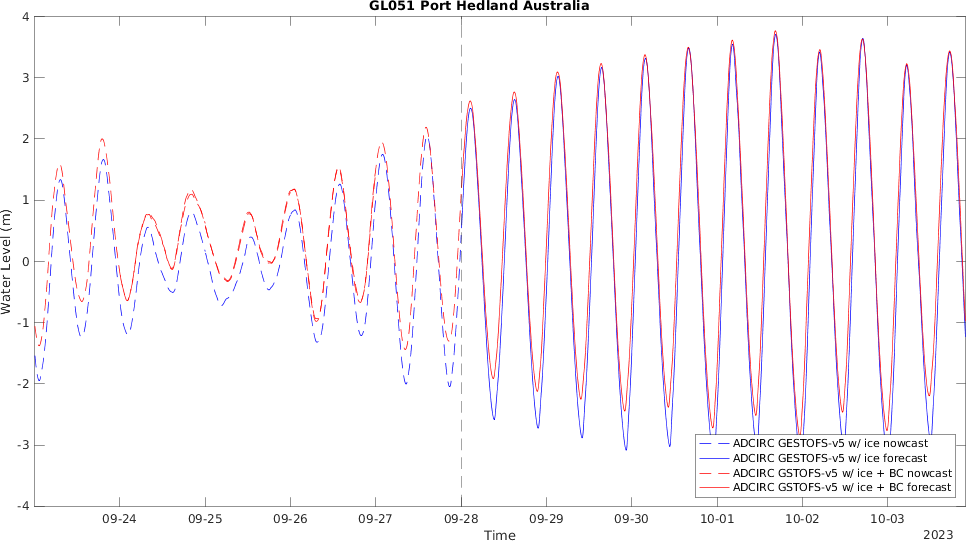 GL051 Port Hedland Australia
4
3
2
1
0
-1
-2
-3
-4
Water Level (m)
ADCIRC GESTOFS-v5 w/ ice nowcast
ADCIRC GESTOFS-v5 w/ ice forecast
ADCIRC GSTOFS-v5 w/ ice + BC nowcast
ADCIRC GSTOFS-v5 w/ ice + BC forecast
09-24 09-25 09-26 09-27 09-28 09-29 09-30 10-01 10-02 10-03
Time
2023